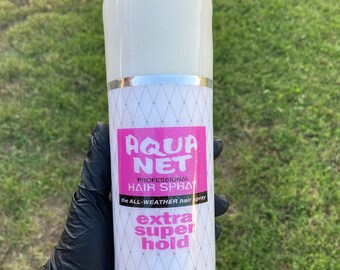 AQUA
NET
PROFESSIONAL
HAIR SPRAY
the ALL-WEATHER hair spray
extra
super
hold